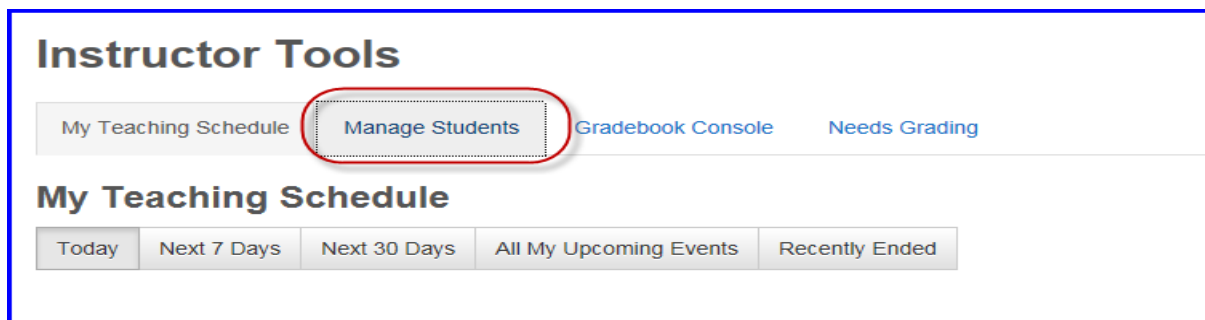 Instructor Tools
My Teaching Schedule Manage Students Gradebook Console Needs Grading
My Teaching Schedule
Today Next 7 Days Next 30 Days All My Upcoming Events Recently Ended